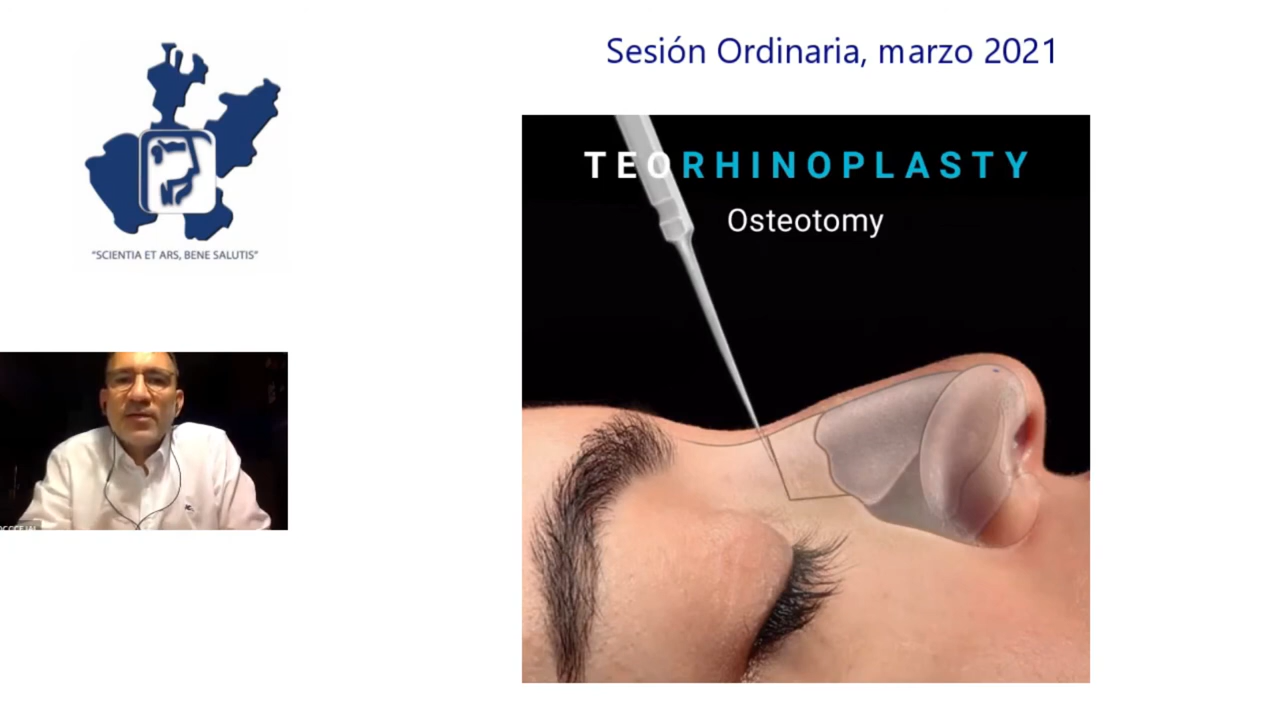 Sesión Ordinaria, marzo 2021
TEORHINOPLASTY
Osteotomy
“SCIENTIA ET ARS, BENE SALUTIS”